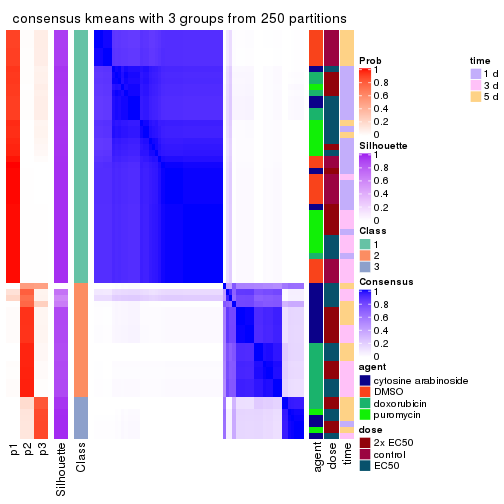 consensus kmeans with 3 groups from 250 partitions
Prob
1
0.8
0.6
0.4
0.2
0
Silhouette
1
0.8
0.6
0.4
0.2
0
Class
1
2
3
Consensus
1
0.8
0.6
0.4
0.2
0
agent
cytosine arabinoside
DMSO
doxorubicin
puromycin
dose
2x EC50
control
EC50
time
1 d
3 d
5 d
p1
p2
p3
Silhouette
Class
agent
dose
time